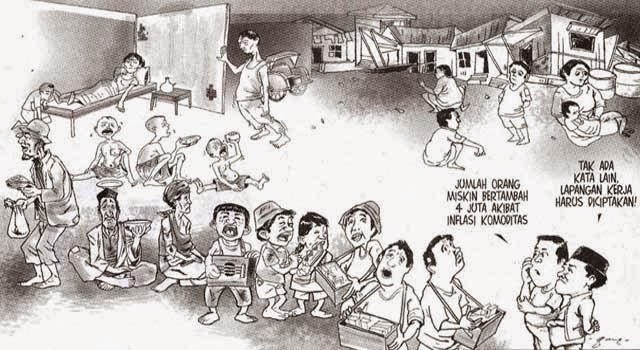 JUMLAH ORANG
MISKIN BERTAMBAH
4 JUTA AKIBAT
INFLASI KOMODITAS
TAK ADA
KATA LAIN,
LAPANGAN KERJA
HARUS DICIPTAKAN!